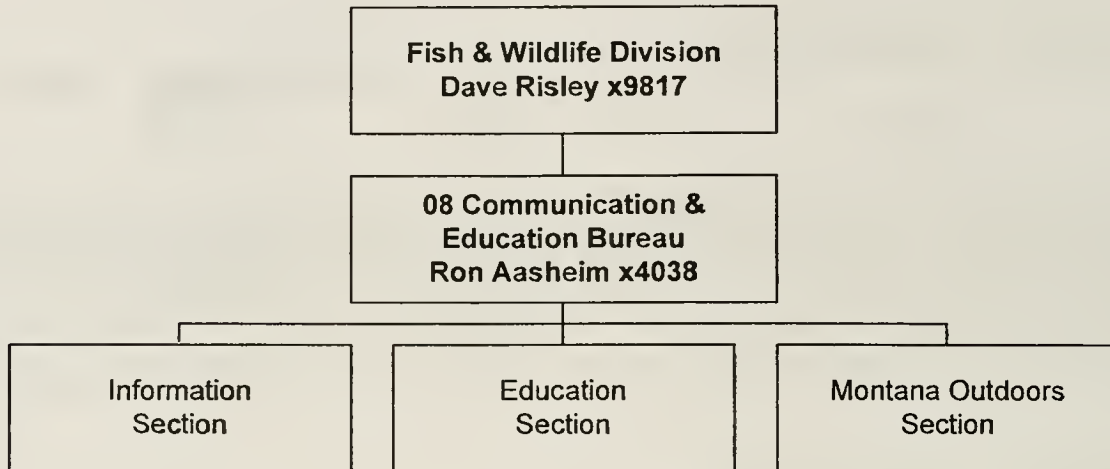 Fish & Wildlife Division
Dave Risley x9817
08 Communication &
Education Bureau
Ron Aasheim x4038
Information
Section
Education
Section
Montana Outdoors
Section